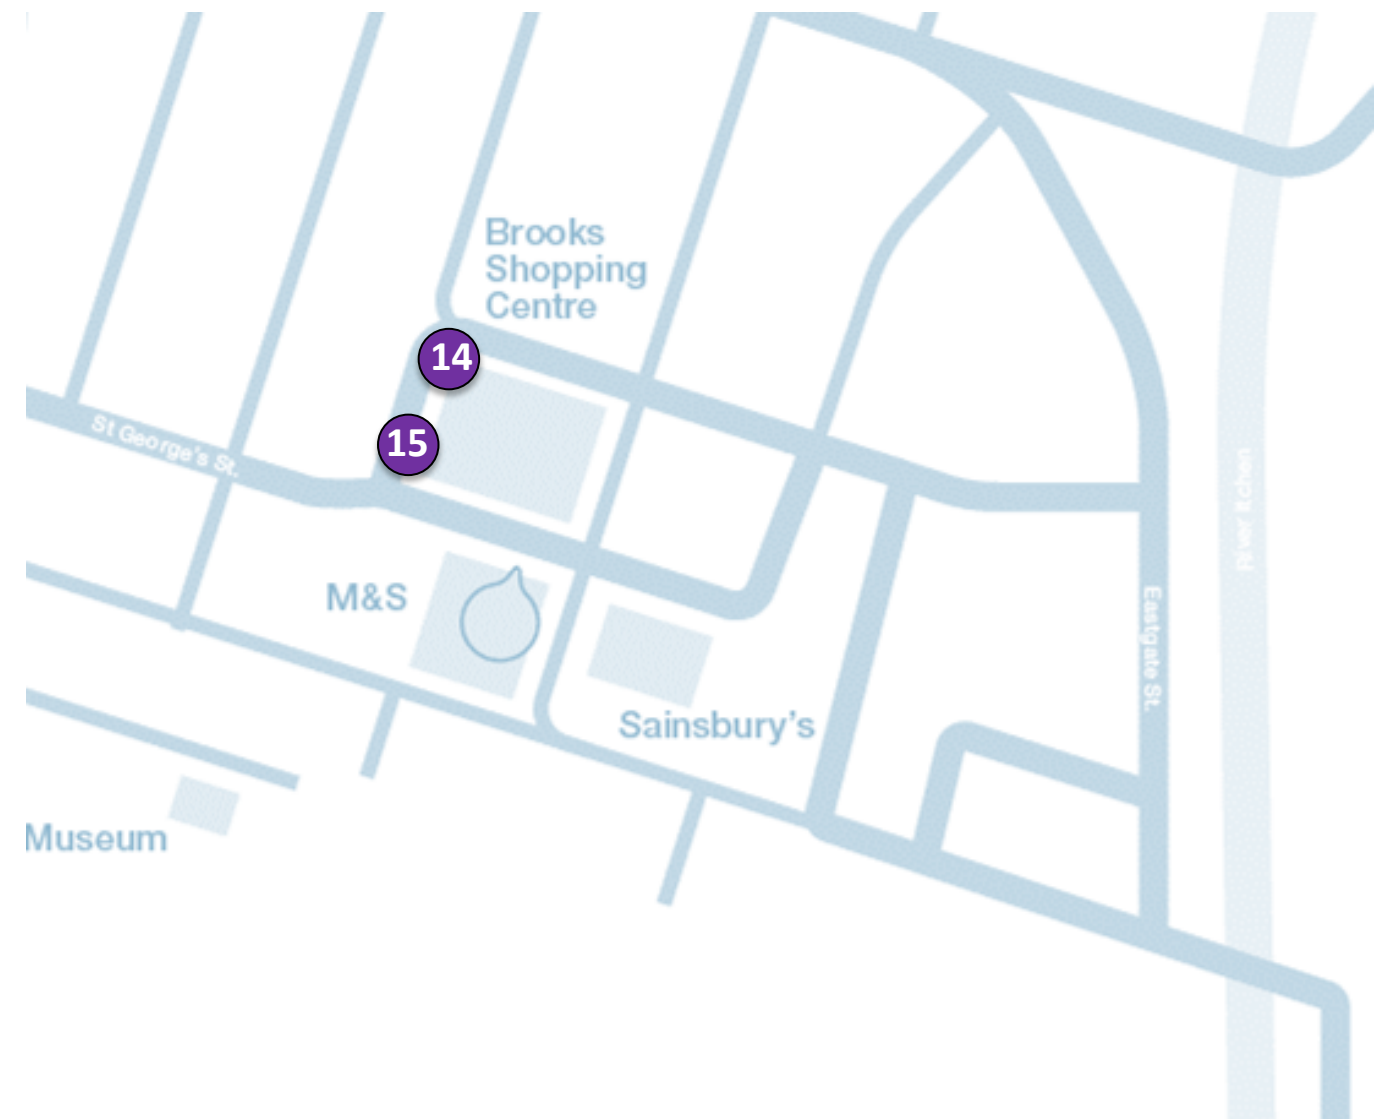 Brooks
Shopping
Centre
14
15
St George's St.
River Itchen
M&S
Eastgate St.
Sainsbury's
Museum